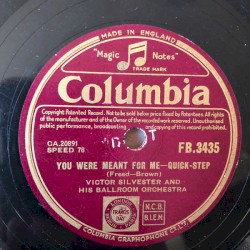 MADE IN ENGLAND
"Magic Notes"
TRADE MARK
Columbia
Copyright Patented Record. Not to be sold below price fixed by Patentees. All rights
of the manufacturer and of the Owner of the recorded work reserved. Unauthorised
public performance, broadcasting and copying of this record prohibited.
CA.20891
SPEED 78
FB.3435
YOU WERE MEANT FOR ME—QUICK-STEP
(Freed—Brown)
VICTOR SILVESTER AND
HIS BALLROOM ORCHESTRA
FRANCIS
DAY
N.C.B.
B.I.E.M
COLUMBIA GRAPHOPHONE CO. LTD